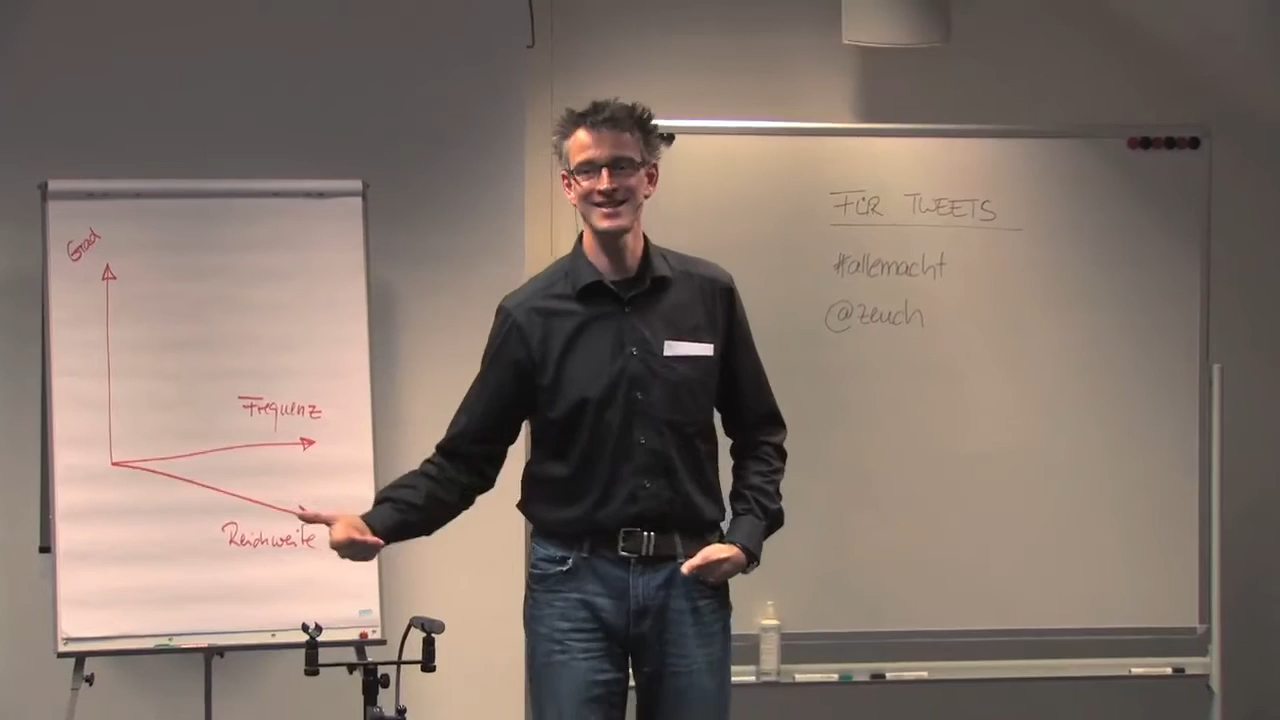 Grad
Frequenz
Reichweite
FÜR TWEETS
#allemacht
@zeuch